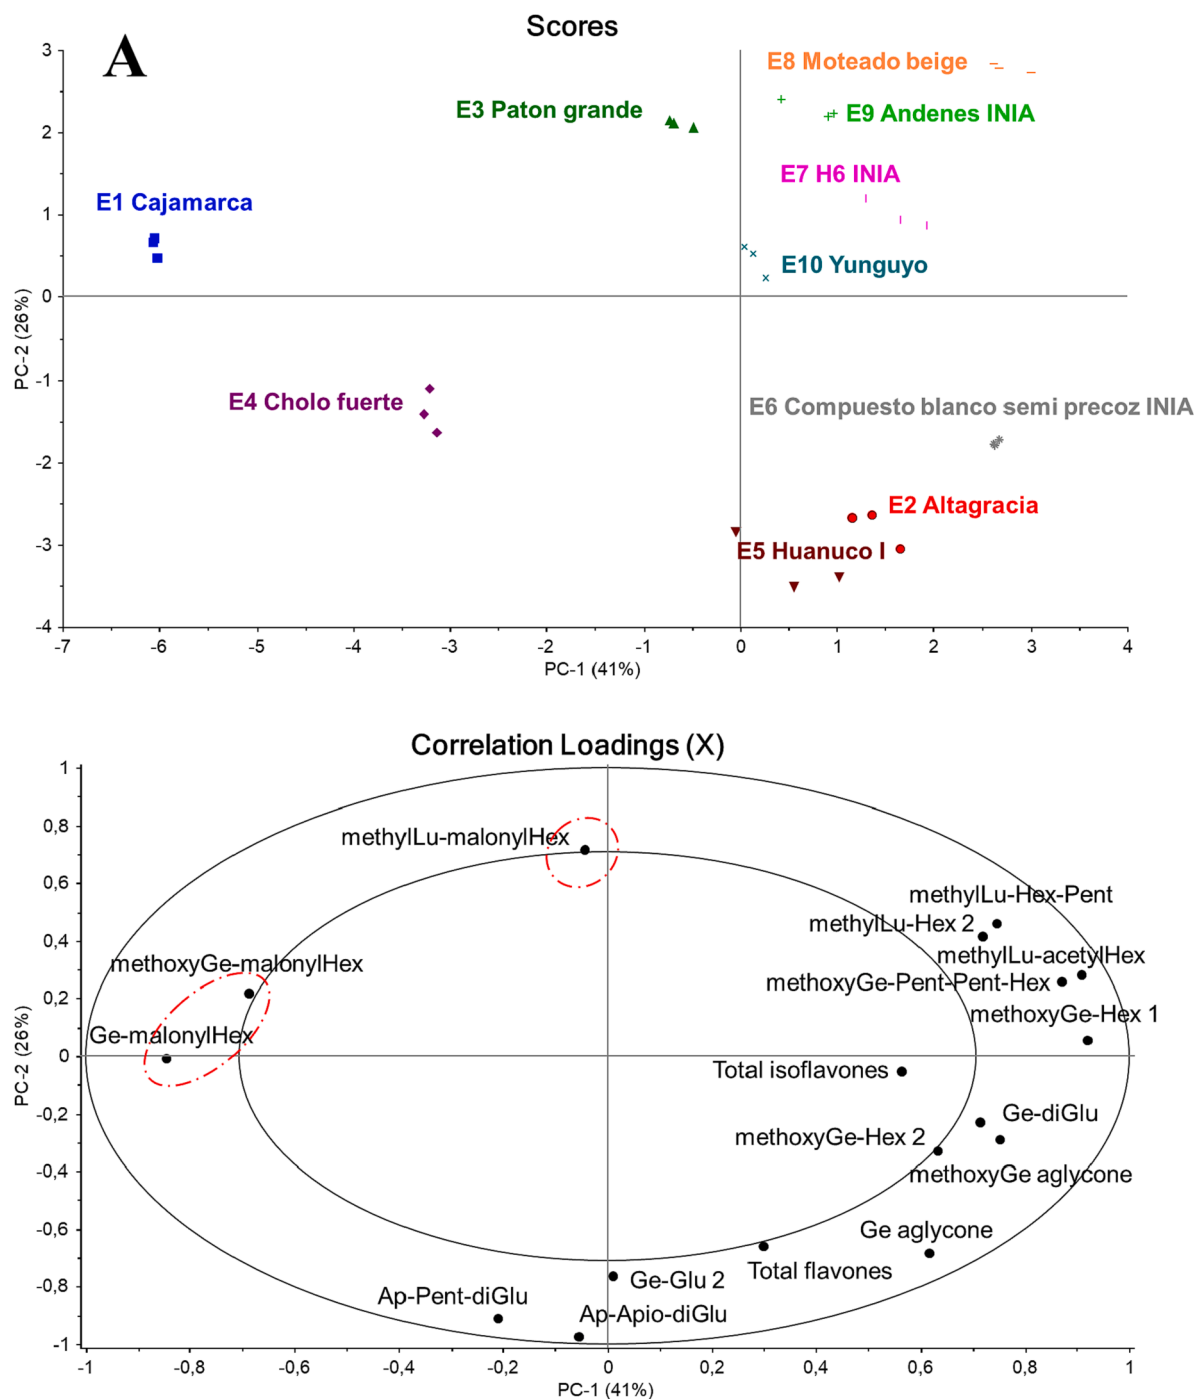 Scores
A
3
2
1
0
-1
-2
-3
-4
PC-2 (26%)
E8 Moteado beige
E3 Paton grande
E9 Andenes INIA
E7 H6 INIA
E1 Cajamarca
E10 Yunguyo
E4 Cholo fuerte
E6 Compuesto blanco semi precoz INIA
E2 Altagracia
E5 Huanuco I
-7 -6 -5 -4 -3 -2 -1 0 1 2 3 4
PC-1 (41%)
Correlation Loadings (X)
1
0,8
0,6
0,4
0,2
0
-0,2
-0,4
-0,6
-0,8
-1
PC-2 (26%)
methylLu-malonylHex
methylLu-Hex-Pent
methylLu-Hex 2
methylLu-acetylHex
methoxyGe-malonylHex
methoxyGe-Pent-Pent-Hex
methoxyGe-Hex 1
Ge-malonylHex
Total isoflavones
Ge-diGlu
methoxyGe-Hex 2
methoxyGe aglycone
Ge aglycone
Total flavones
Ge-Glu 2
Ap-Pent-diGlu
Ap-Apio-diGlu
-1 -0,8 -0,6 -0,4 -0,2 0 0,2 0,4 0,6 0,8 1
PC-1 (41%)